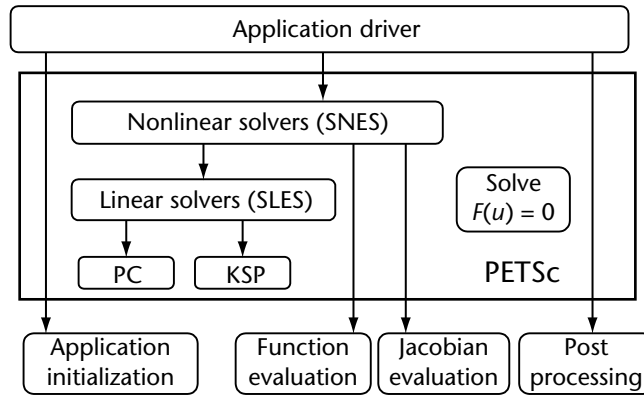 Application driver
Nonlinear solvers (SNES)
Linear solvers (SLES)
Solve
F(u) = 0
PC
KSP
PETSc
Application
initialization
Function
evaluation
Jacobian
evaluation
Post
processing